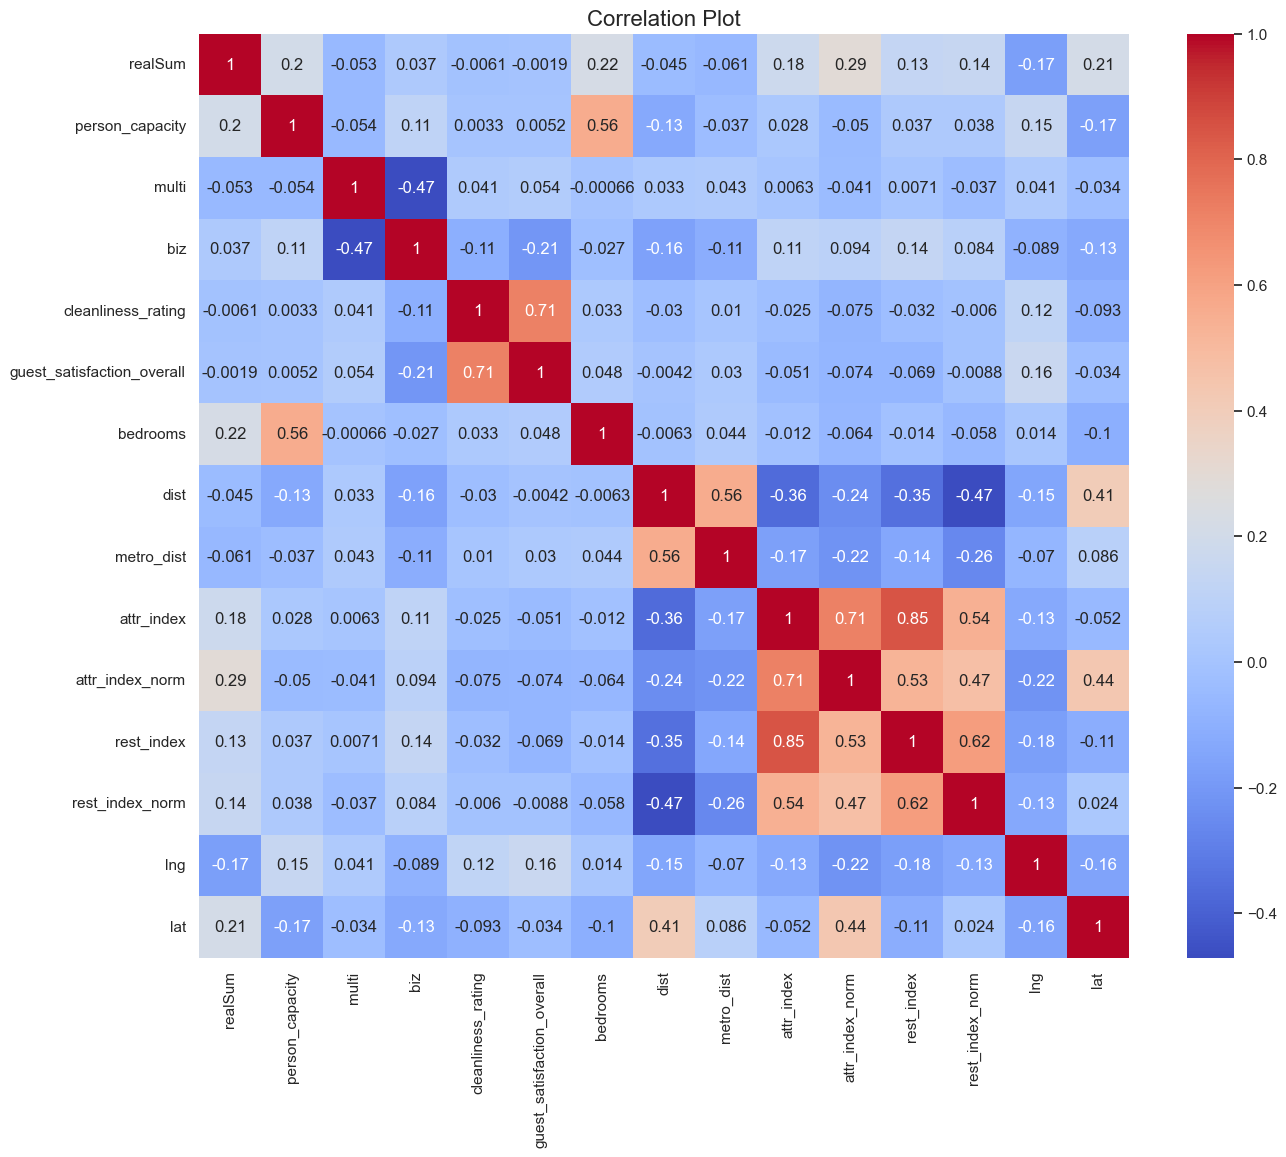 Correlation Plot
realSum 1 0.2 -0.053 0.037 -0.0061 -0.0019 0.22 -0.045 -0.061 0.18 0.29 0.13 0.14 -0.17 0.21
person_capacity 0.2 1 -0.054 0.11 0.0033 0.0052 0.56 -0.13 -0.037 0.028 -0.05 0.037 0.038 0.15 -0.17
multi -0.053 -0.054 1 -0.47 0.041 0.054 -0.00066 0.033 0.043 0.0063 -0.041 0.0071 -0.037 0.041 -0.034
biz 0.037 0.11 -0.47 1 -0.11 -0.21 -0.027 -0.16 -0.11 0.11 0.094 0.14 0.084 -0.089 -0.13
cleanliness_rating -0.0061 0.0033 0.041 -0.11 1 0.71 0.033 -0.03 0.01 -0.025 -0.075 -0.032 -0.006 0.12 -0.093
guest_satisfaction_overall -0.0019 0.0052 0.054 -0.21 0.71 1 0.048 -0.0042 0.03 -0.051 -0.074 -0.069 -0.0088 0.16 -0.034
bedrooms 0.22 0.56 -0.00066 -0.027 0.033 0.048 1 -0.0063 0.044 -0.012 -0.064 -0.014 -0.058 0.014 -0.1
dist -0.045 -0.13 0.033 -0.16 -0.03 -0.0042 -0.0063 1 0.56 -0.36 -0.24 -0.35 -0.47 -0.15 0.41
metro_dist -0.061 -0.037 0.043 -0.11 0.01 0.03 0.044 0.56 1 -0.17 -0.22 -0.14 -0.26 -0.07 0.086
attr_index 0.18 0.028 0.0063 0.11 -0.025 -0.051 -0.012 -0.36 -0.17 1 0.71 0.85 0.54 -0.13 -0.052
attr_index_norm 0.29 -0.05 -0.041 0.094 -0.075 -0.074 -0.064 -0.24 -0.22 0.71 1 0.53 0.47 -0.22 0.44
rest_index 0.13 0.037 0.0071 0.14 -0.032 -0.069 -0.014 -0.35 -0.14 0.85 0.53 1 0.62 -0.18 -0.11
rest_index_norm 0.14 0.038 -0.037 0.084 -0.006 -0.0088 -0.058 -0.47 -0.26 0.54 0.47 0.62 1 -0.13 0.024
lng -0.17 0.15 0.041 -0.089 0.12 0.16 0.014 -0.15 -0.07 -0.13 -0.22 -0.18 -0.13 1 -0.16
lat 0.21 -0.17 -0.034 -0.13 -0.093 -0.034 -0.1 0.41 0.086 -0.052 0.44 -0.11 0.024 -0.16 1
realSum
person_capacity
multi
biz
cleanliness_rating
guest_satisfaction_overall
bedrooms
dist
metro_dist
attr_index
attr_index_norm
rest_index
rest_index_norm
lng
lat
1.0
0.8
0.6
0.4
0.2
0.0
-0.2
-0.4